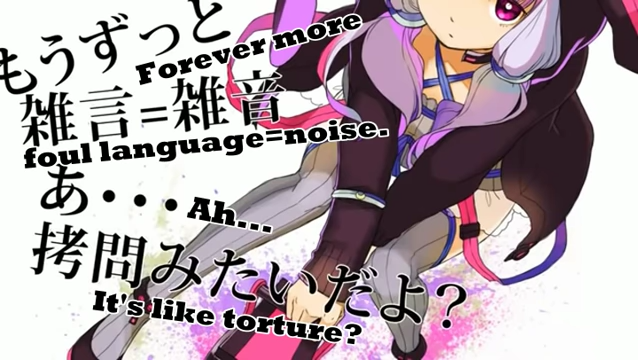 もうずっと
Forever more
雑言=雑音
foul language=noise.
あ・・・
Ah...
拷問みたいだよ？
It's like torture?